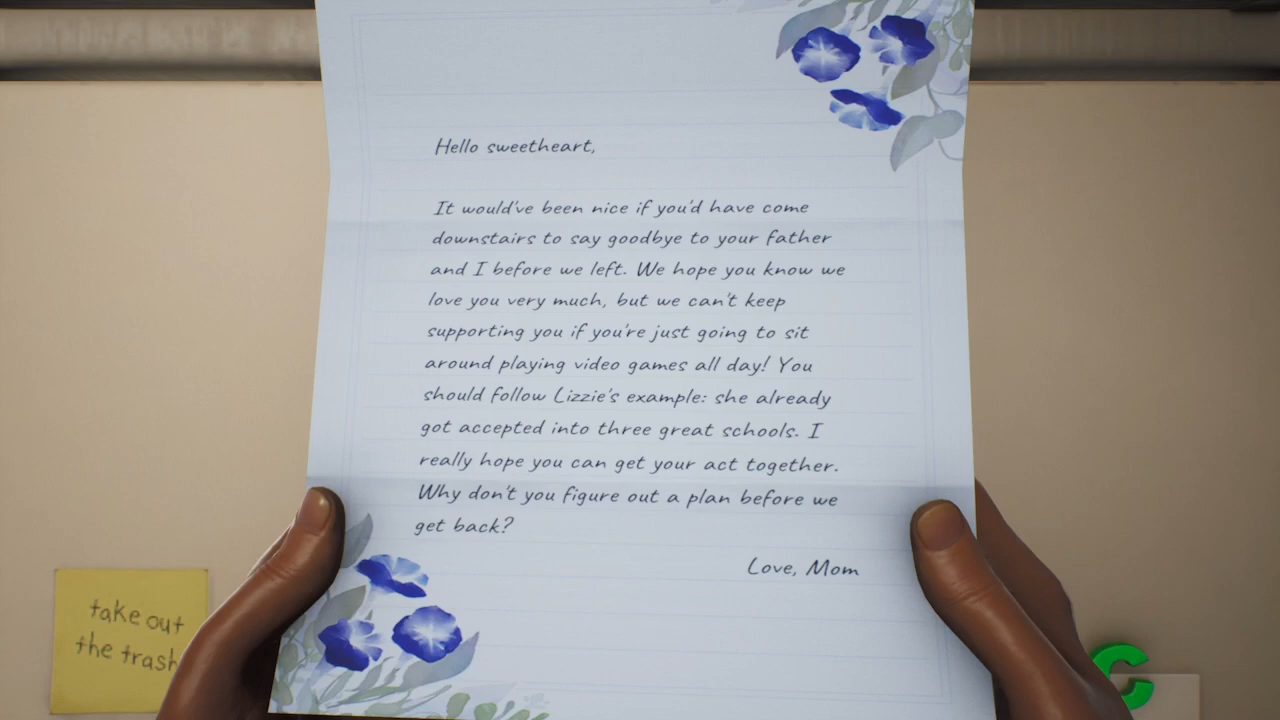 Hello sweetheart,
It would've been nice if you'd have come
downstairs to say goodbye to your father
and I before we left. We hope you know we
love you very much, but we can't keep
supporting you if you're just going to sit
around playing video games all day! You
should follow Lizzie's example: she already
got accepted into three great schools. I
really hope you can get your act together.
Why don't you figure out a plan before we
get back?
Love, Mom
take out
the trash
C